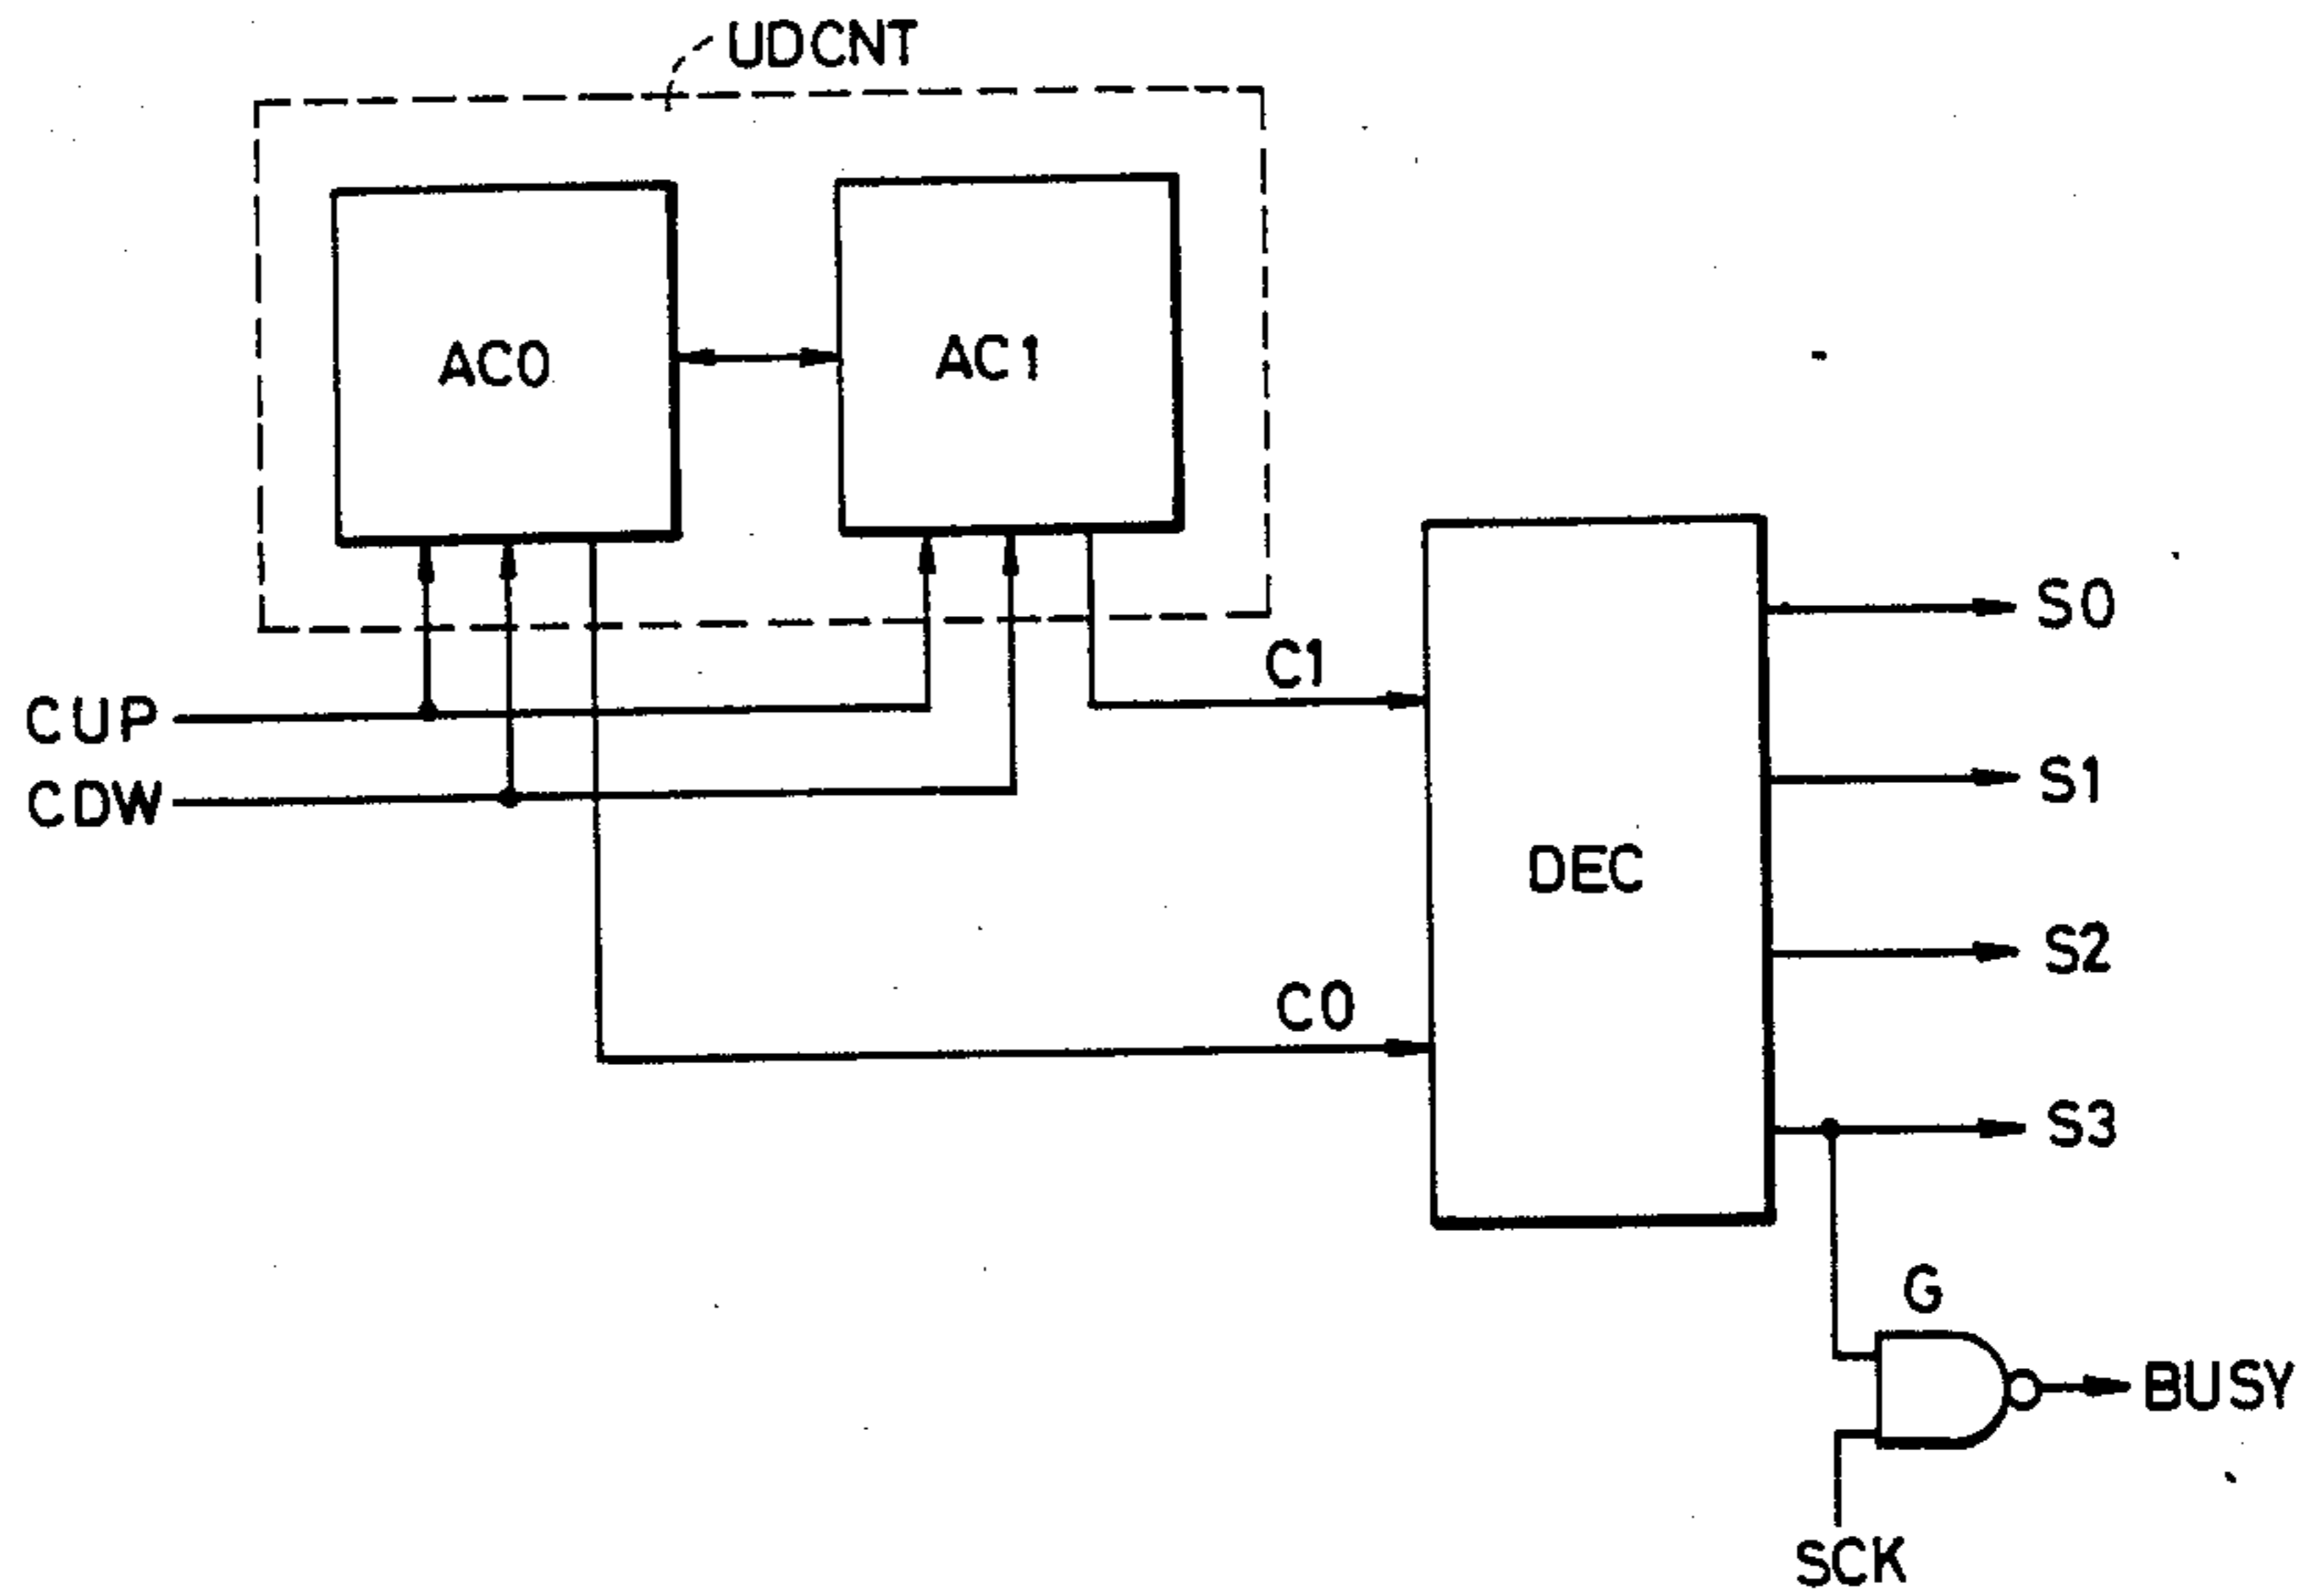 UDCNT
AC0
AC1
S0
C1
CUP
S1
CDW
DEC
S2
C0
S3
G
BUSY
SCK